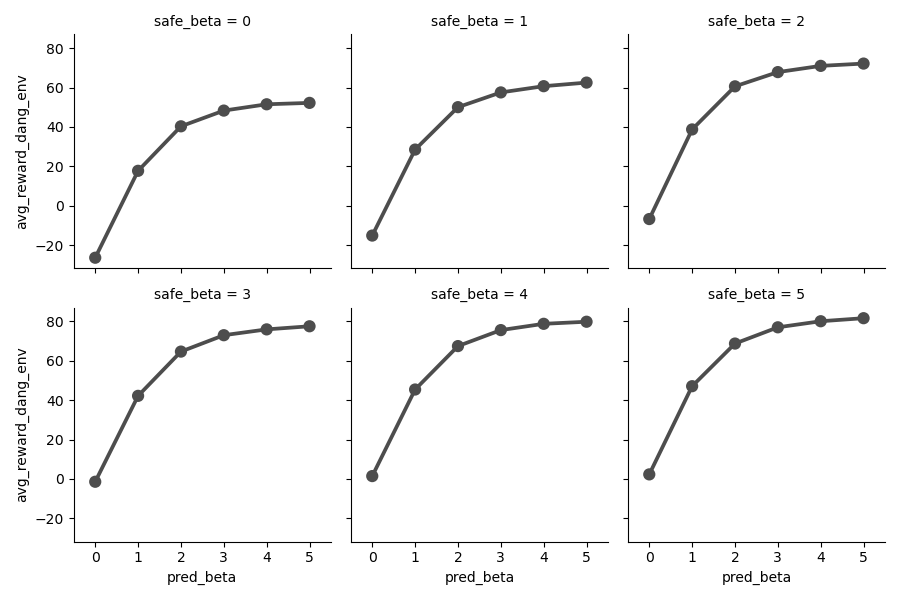 safe_beta = 0 safe_beta = 1 safe_beta = 2
avg_reward_dang_env
80
60
40
20
0
−20
safe_beta = 3 safe_beta = 4 safe_beta = 5
avg_reward_dang_env
80
60
40
20
0
−20
0 1 2 3 4 5 0 1 2 3 4 5 0 1 2 3 4 5
pred_beta pred_beta pred_beta